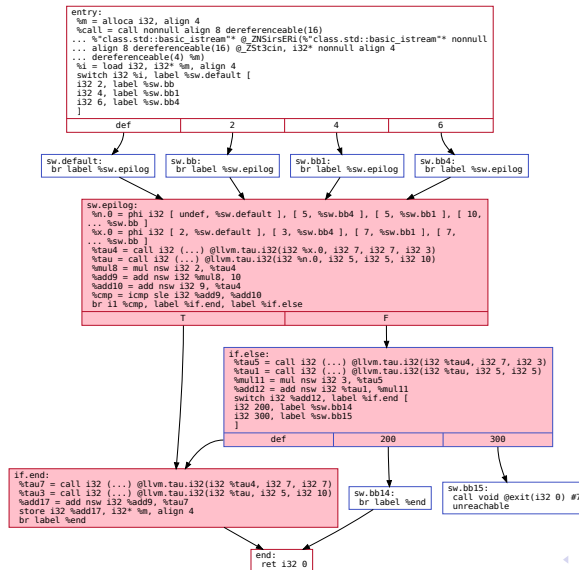 entry:
%m = alloca i32, align 4
%call = call nonnull align 8 dereferenceable(16)
... %"class.std::basic_istream"* @_ZNSirsERi(%"class.std::basic_istream"* nonnull
... align 8 dereferenceable(16) @_ZSt3cin, i32* nonnull align 4
... dereferenceable(4) %m)
%i = load i32, i32* %m, align 4
switch i32 %i, label %sw.default [
i32 2, label %sw.bb
i32 4, label %sw.bb1
i32 6, label %sw.bb4
]
def 2 4 6
sw.default:
br label %sw.epilog
sw.bb:
br label %sw.epilog
sw.bb1:
br label %sw.epilog
sw.bb4:
br label %sw.epilog
sw.epilog:
%n.0 = phi i32 [ undef, %sw.default ], [ 5, %sw.bb4 ], [ 5, %sw.bb1 ], [ 10,
... %sw.bb ]
%x.0 = phi i32 [ 2, %sw.default ], [ 3, %sw.bb4 ], [ 7, %sw.bb1 ], [ 7,
... %sw.bb ]
%tau4 = call i32 (...) @llvm.tau.i32(i32 %x.0, i32 7, i32 7, i32 3)
%tau = call i32 (...) @llvm.tau.i32(i32 %n.0, i32 5, i32 5, i32 10)
%mul8 = mul nsw i32 2, %tau4
%add9 = add nsw i32 %mul8, 10
%add10 = add nsw i32 9, %tau4
%cmp = icmp sle i32 %add9, %add10
br i1 %cmp, label %if.end, label %if.else
T F
if.else:
%tau5 = call i32 (...) @llvm.tau.i32(i32 %tau4, i32 7, i32 3)
%tau1 = call i32 (...) @llvm.tau.i32(i32 %tau, i32 5, i32 5)
%mul11 = mul nsw i32 3, %tau5
%add12 = add nsw i32 %tau1, %mul11
switch i32 %add12, label %if.end [
i32 200, label %sw.bb14
i32 300, label %sw.bb15
]
def 200 300
if.end:
%tau7 = call i32 (...) @llvm.tau.i32(i32 %tau4, i32 7, i32 7)
%tau3 = call i32 (...) @llvm.tau.i32(i32 %tau, i32 5, i32 10)
%add17 = add nsw i32 %add9, %tau7
store i32 %add17, i32* %m, align 4
br label %end
sw.bb14:
br label %end
sw.bb15:
call void @exit(i32 0) #7
unreachable
end:
ret i32 0